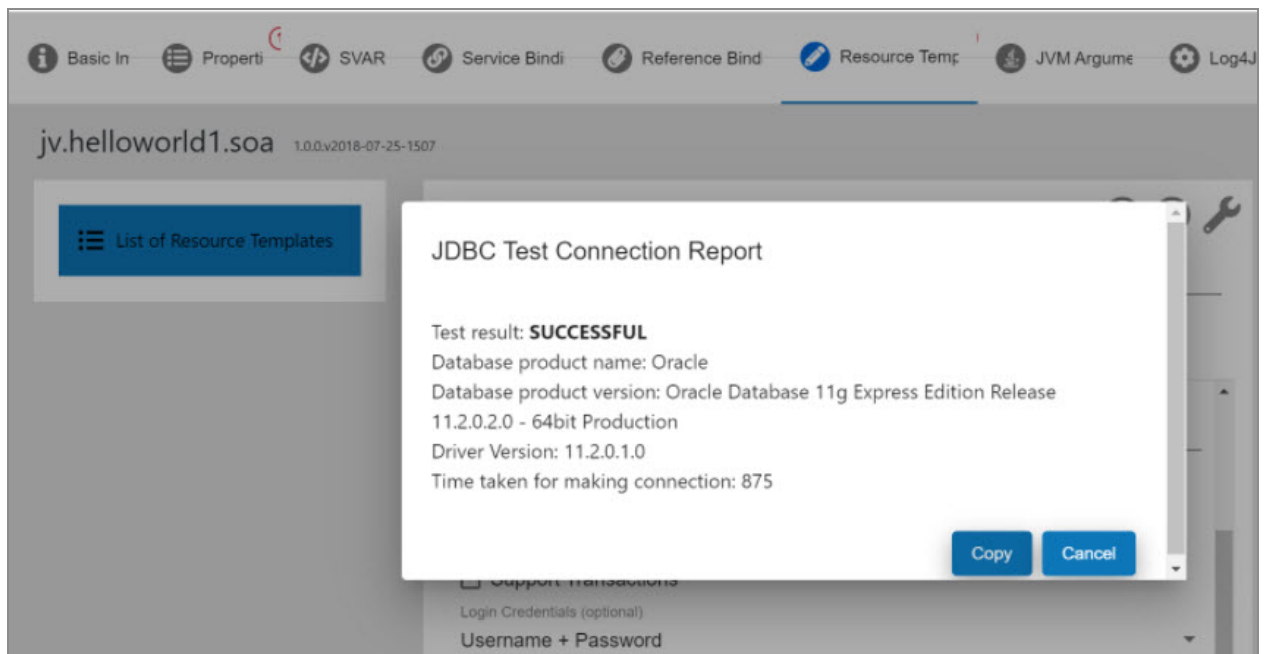 Basic In Properti SVAR Service Bindi Reference Bind Resource Temp JVM Argume Log4J
jv.helloworld1.soa 1.0.0.v2018-07-25-1507
List of Resource Templates
JDBC Test Connection Report
Test result: SUCCESSFUL
Database product name: Oracle
Database product version: Oracle Database 11g Express Edition Release
11.2.0.2.0 - 64bit Production
Driver Version: 11.2.0.1.0
Time taken for making connection: 875
Copy Cancel
Support Transactions
Login Credentials (optional)
Username + Password